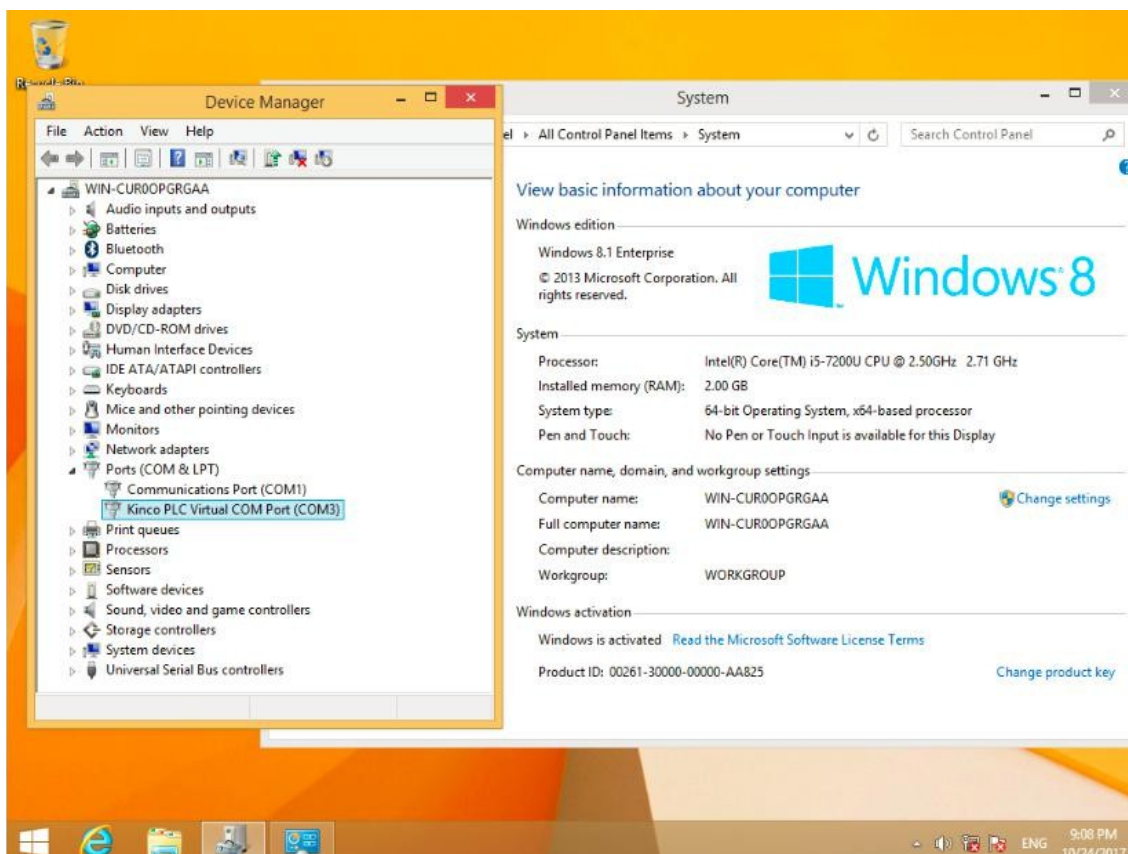 Recycle Bin
Device Manager
File Action View Help
WIN-CUR0OPGRGAA
Audio inputs and outputs
Batteries
Bluetooth
Computer
Disk drives
Display adapters
DVD/CD-ROM drives
Human Interface Devices
IDE ATA/ATAPI controllers
Keyboards
Mice and other pointing devices
Monitors
Network adapters
Ports (COM & LPT)
Communications Port (COM1)
Kinco PLC Virtual COM Port (COM3)
Print queues
Processors
Sensors
Software devices
Sound, video and game controllers
Storage controllers
System devices
Universal Serial Bus controllers
System
el ▸ All Control Panel Items ▸ System
Search Control Panel
View basic information about your computer
Windows edition
Windows 8.1 Enterprise
© 2013 Microsoft Corporation. All
rights reserved.
Windows 8
System
Processor: Intel(R) Core(TM) i5-7200U CPU @ 2.50GHz 2.71 GHz
Installed memory (RAM): 2.00 GB
System type: 64-bit Operating System, x64-based processor
Pen and Touch: No Pen or Touch Input is available for this Display
Computer name, domain, and workgroup settings
Computer name: WIN-CUR0OPGRGAA Change settings
Full computer name: WIN-CUR0OPGRGAA
Computer description:
Workgroup: WORKGROUP
Windows activation
Windows is activated Read the Microsoft Software License Terms
Product ID: 00261-30000-00000-AA825 Change product key
ENG
9:08 PM
10/24/2017